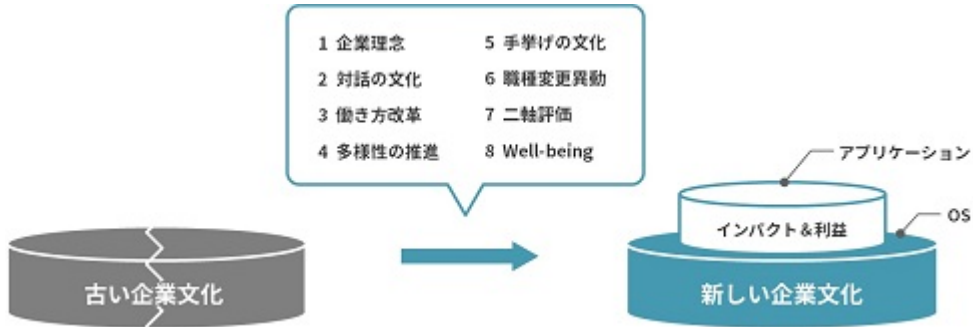 1 企業理念
2 対話の文化
3 働き方改革
4 多様性の推進
5 手挙げの文化
6 職種変更異動
7 二軸評価
8 Well-being
古い企業文化
アプリケーション
OS
インパクト&利益
新しい企業文化